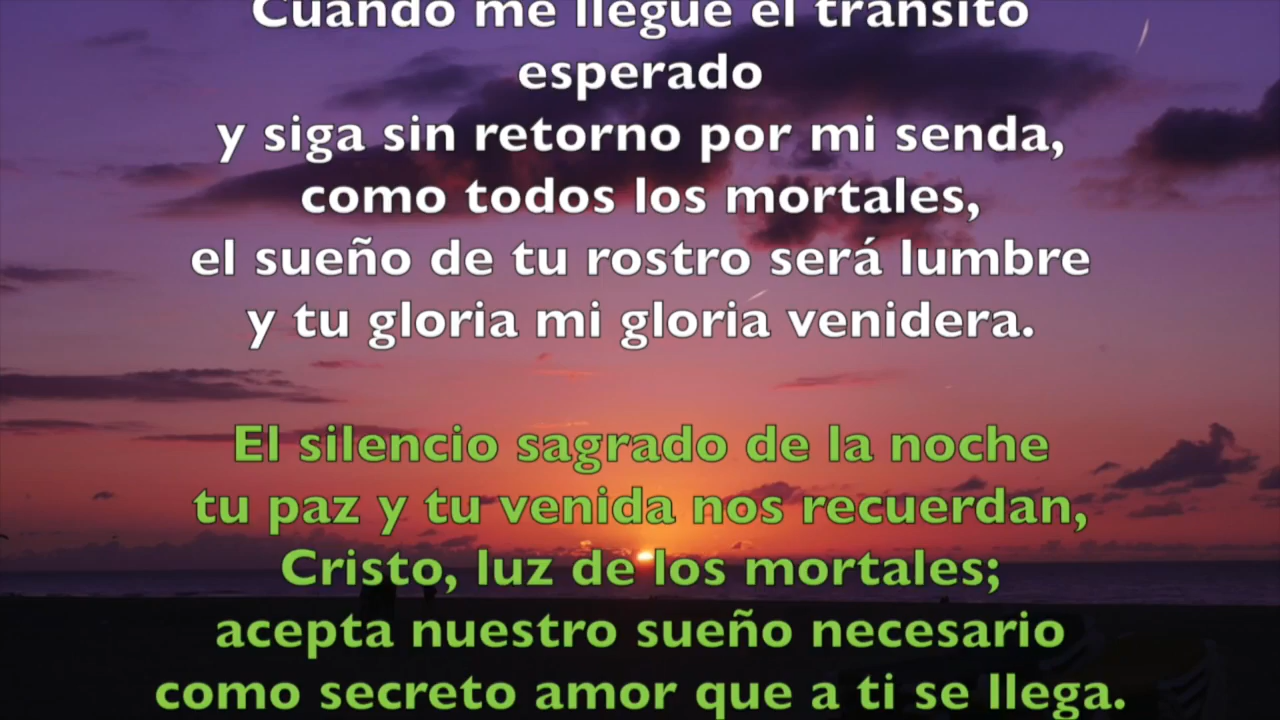 Cuando me llegue el tránsito
esperado
y siga sin retorno por mi senda,
como todos los mortales,
el sueño de tu rostro será lumbre
y tu gloria mi gloria venidera.
El silencio sagrado de la noche
tu paz y tu venida nos recuerdan,
Cristo, luz de los mortales;
acepta nuestro sueño necesario
como secreto amor que a ti se llega.